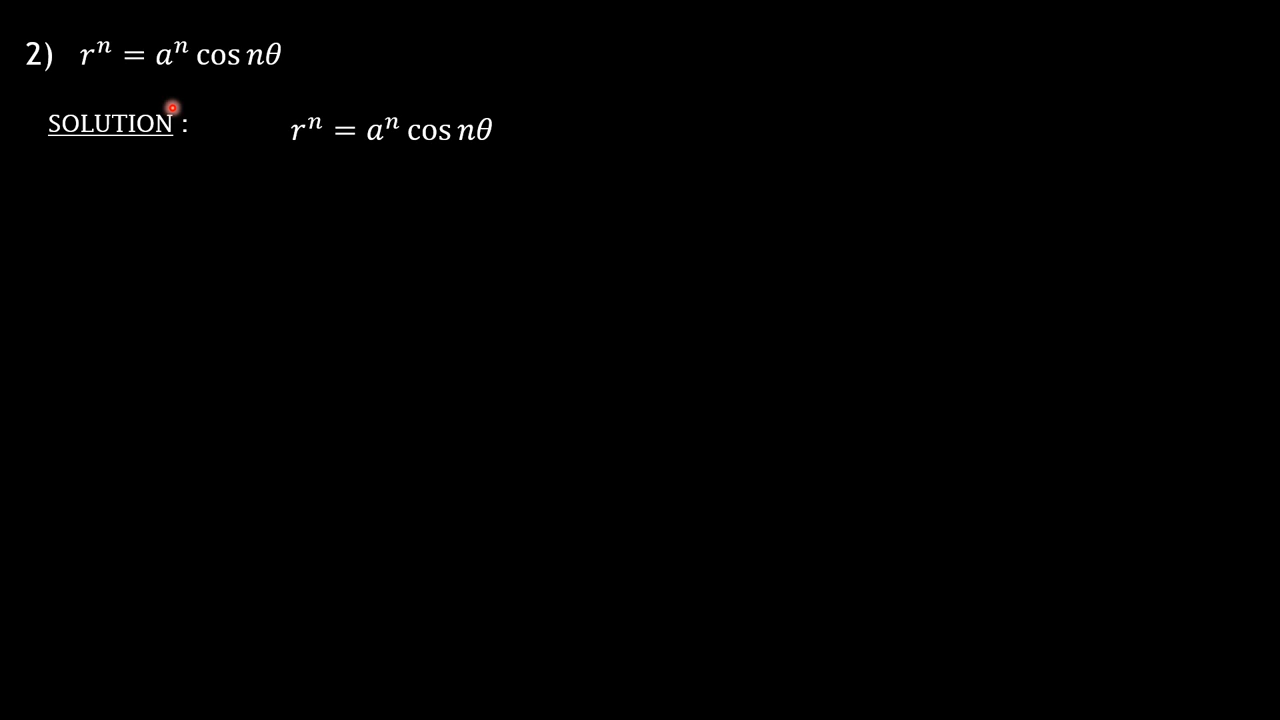 2) rⁿ = aⁿ cos nθ
SOLUTION : rⁿ = aⁿ cos nθ